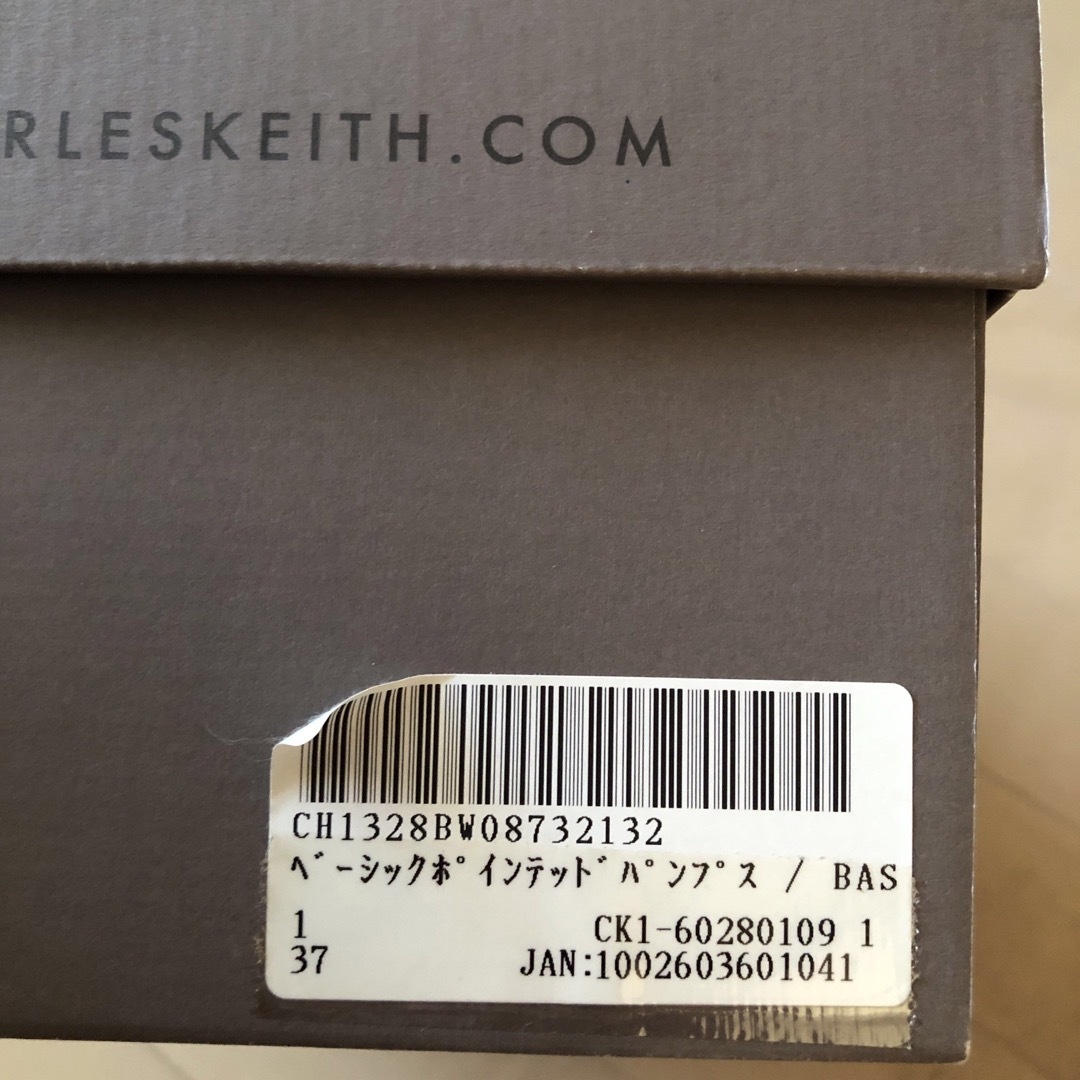 RLESKEITH.COM
CH1328BW08732132
ﾍﾞｰｼｯｸﾎﾟｲﾝﾃｯﾄﾞﾊﾟﾝﾌﾟｽ / BAS
1 CK1-60280109 1
37 JAN:1002603601041